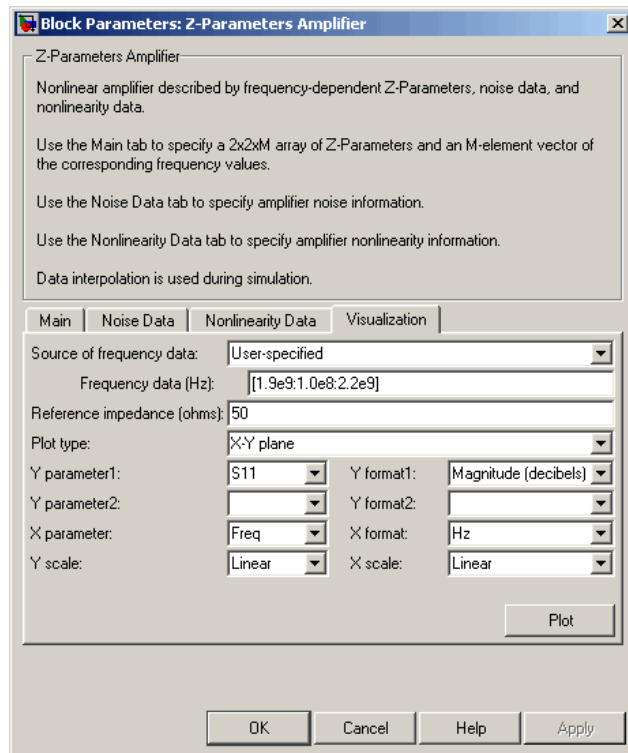 Block Parameters: Z-Parameters Amplifier
Z-Parameters Amplifier
Nonlinear amplifier described by frequency-dependent Z-Parameters, noise data, and
nonlinearity data.
Use the Main tab to specify a 2x2xM array of Z-Parameters and an M-element vector of
the corresponding frequency values.
Use the Noise Data tab to specify amplifier noise information.
Use the Nonlinearity Data tab to specify amplifier nonlinearity information.
Data interpolation is used during simulation.
Main Noise Data Nonlinearity Data Visualization
Source of frequency data: User-specified
Frequency data (Hz): [1.9e9:1.0e8:2.2e9]
Reference impedance (ohms): 50
Plot type: X-Y plane
Y parameter1: S11 Y format1: Magnitude (decibels)
Y parameter2: Y format2:
X parameter: Freq X format: Hz
Y scale: Linear X scale: Linear
Plot
OK Cancel Help Apply